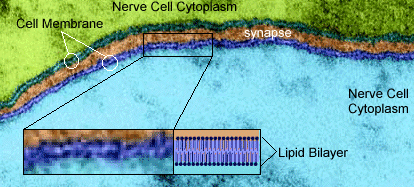 Nerve Cell Cytoplasm
Cell Membrane
synapse
Nerve Cell
Cytoplasm
Lipid Bilayer